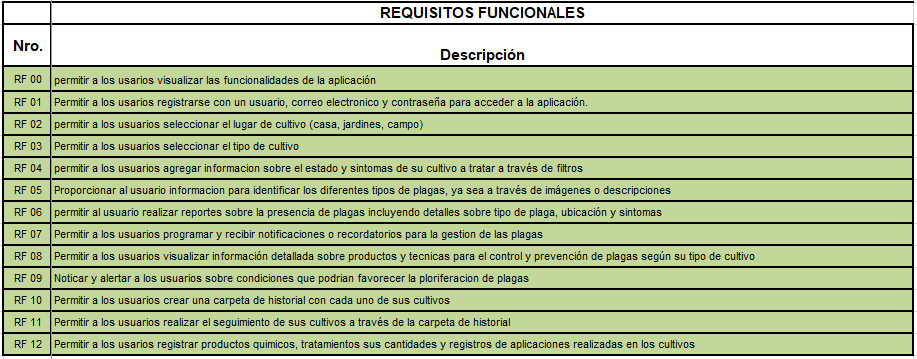 REQUISITOS FUNCIONALES
Nro. Descripción
RF 00 permitir a los usarios visualizar las funcionalidades de la aplicación
RF 01 Permitir a los usuarios registrarse con un usuario, correo electronico y contraseña para acceder a la aplicación.
RF 02 permitir a los usuarios seleccionar el lugar de cultivo (casa, jardines, campo)
RF 03 Permitir a los usuarios seleccionar el tipo de cultivo
RF 04 permitir a los usuarios agregar informacion sobre el estado y sintomas de su cultivo a tratar a través de filtros
RF 05 Proporcionar al usuario informacion para identificar los diferentes tipos de plagas, ya sea a través de imágenes o descripciones
RF 06 permitir al usuario realizar reportes sobre la presencia de plagas incluyendo detalles sobre tipo de plaga, ubicación y sintomas
RF 07 Permitir a los usuarios programar y recibir notificaciones o recordatorios para la gestion de las plagas
RF 08 Permitir a los usuarios visualizar información detallada sobre productos y tecnicas para el control y prevención de plagas según su tipo de cultivo
RF 09 Noticar y alertar a los usuarios sobre condiciones que podrian favorecer la ploriferacion de plagas
RF 10 Permitir a los usuarios crear una carpeta de historial con cada uno de sus cultivos
RF 11 Permitir a los usuarios realizar el seguimiento de sus cultivos a través de la carpeta de historial
RF 12 Permitir a los usuarios registrar productos quimicos, tratamientos sus cantidades y registros de aplicaciones realizadas en los cultivos